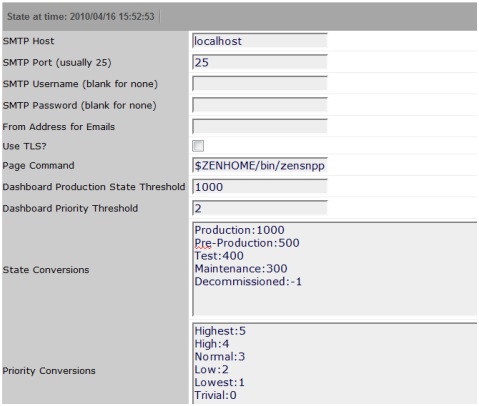 State at time: 2010/04/16 15:52:53
SMTP Host localhost
SMTP Port (usually 25) 25
SMTP Username (blank for none)
SMTP Password (blank for none)
From Address for Emails
Use TLS?
Page Command $ZENHOME/bin/zensnpp
Dashboard Production State Threshold 1000
Dashboard Priority Threshold 2
State Conversions
Production:1000
Pre-Production:500
Test:400
Maintenance:300
Decommissioned:-1
Priority Conversions
Highest:5
High:4
Normal:3
Low:2
Lowest:1
Trivial:0